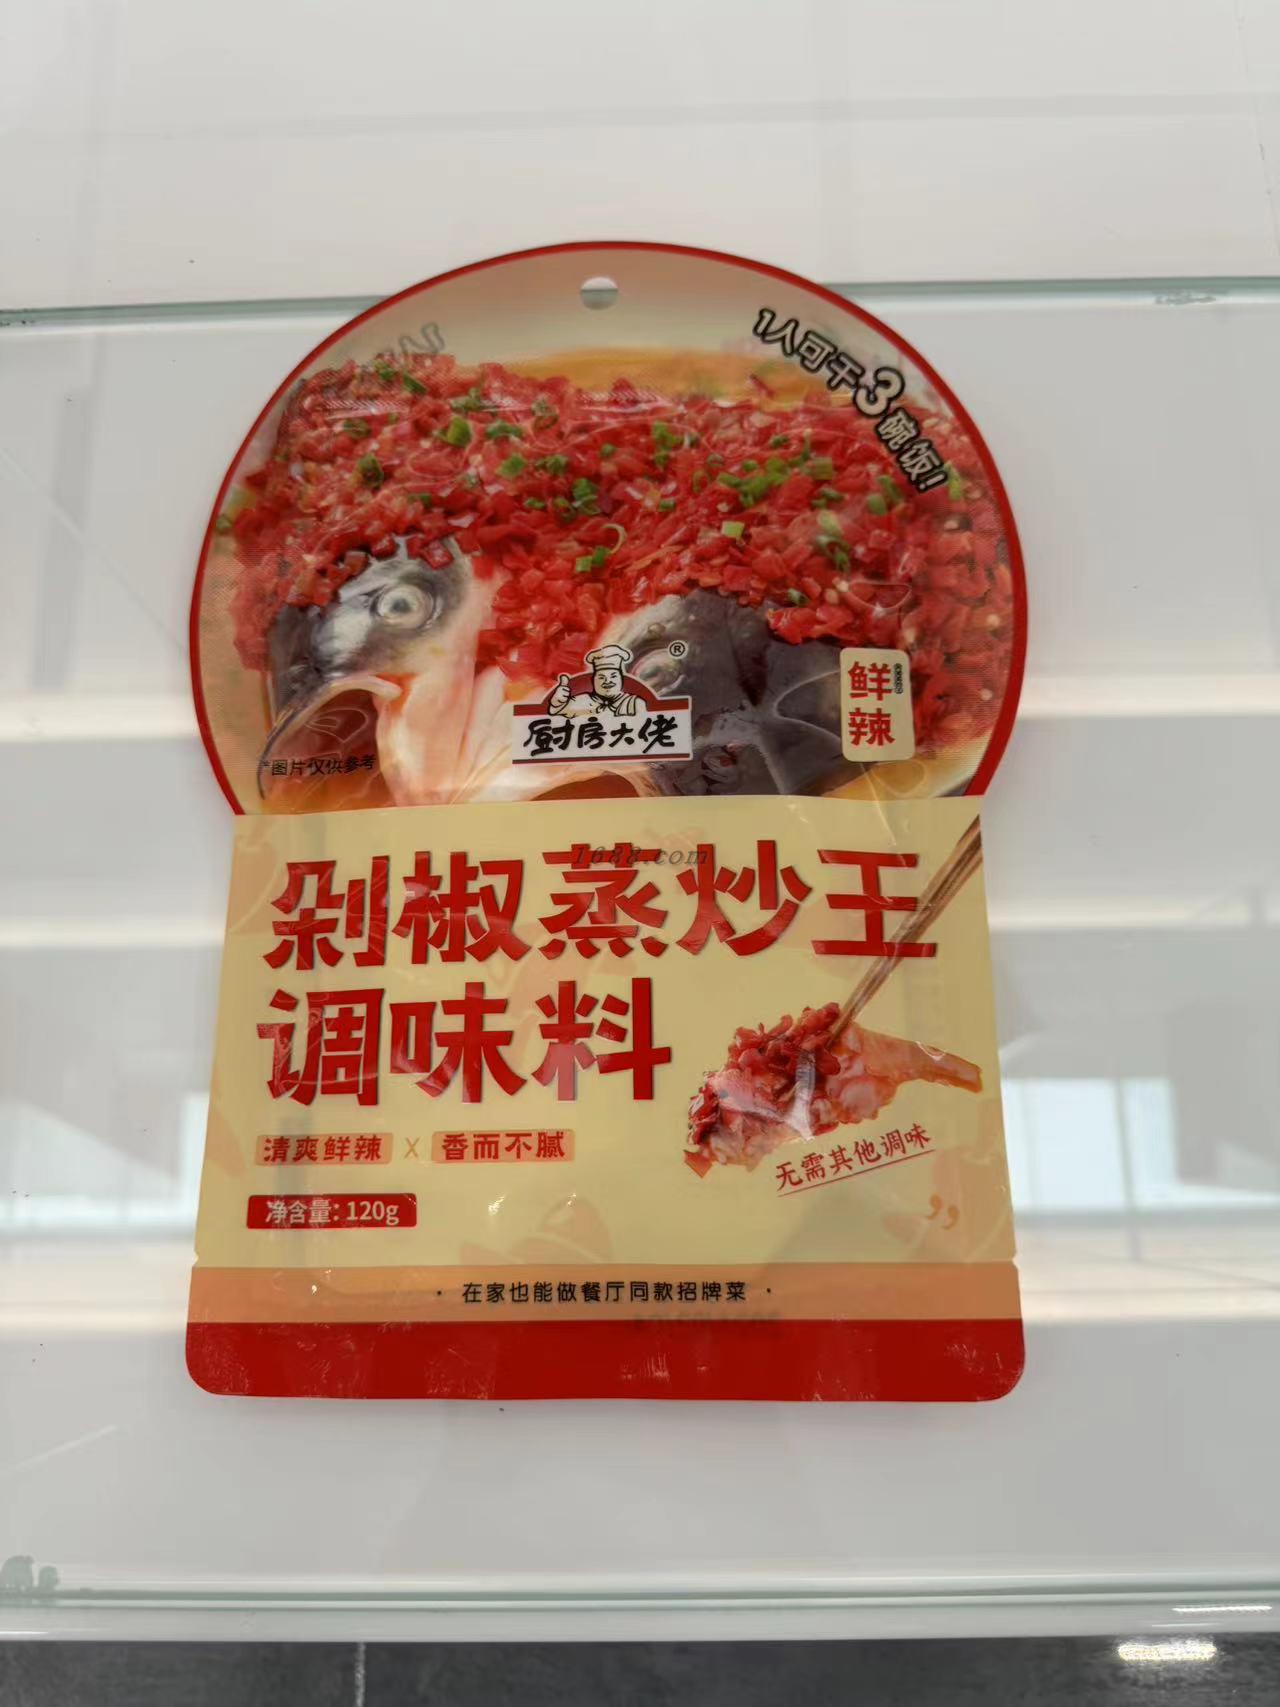 1人可干3碗饭!
®
厨房大佬
鲜辣
*图片仅供参考
1688.com
剁椒蒸炒王
调味料
清爽鲜辣 X 香而不腻
无需其他调味
净含量: 120g
· 在家也能做餐厅同款招牌菜 ·